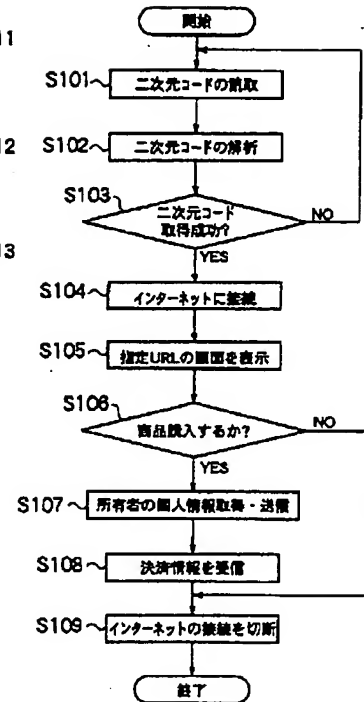 開始
11
S101
二次元コードの読取
12
S102
二次元コードの解析
S103
二次元コード
取得成功?
NO
13
YES
S104
インターネットに接続
S105
指定URLの画面を表示
S106
商品購入するか?
NO
YES
S107
所有者の個人情報取得・送信
S108
決済情報を受信
S109
インターネットの接続を切断
終了